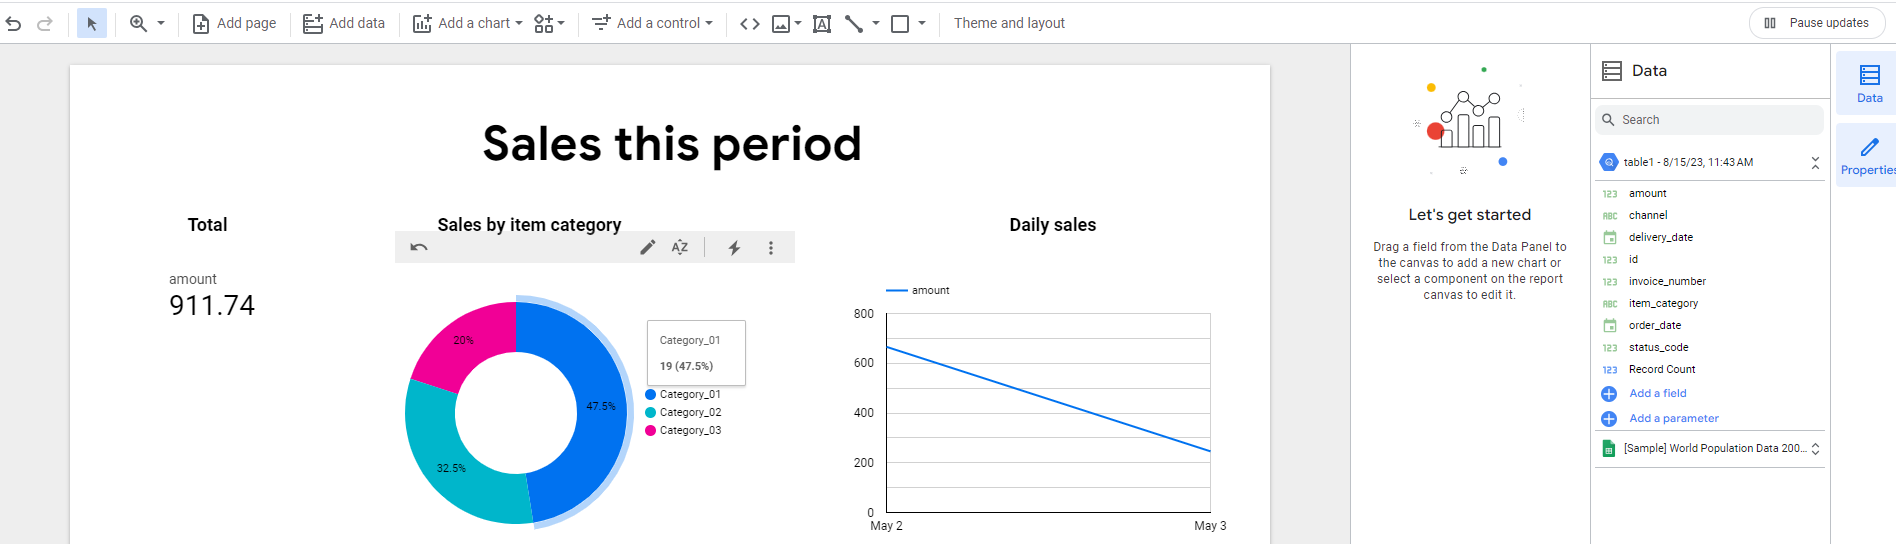 Add page
Add data
Add a chart
Add a control
Theme and layout
Pause updates
Sales this period
Total
Sales by item category
Daily sales
amount
911.74
20%
47.5%
32.5%
Category_01
19 (47.5%)
Category_01
Category_02
Category_03
amount
800
600
400
200
0
May 2
May 3
Let's get started
Drag a field from the Data Panel to
the canvas to add a new chart or
select a component on the report
canvas to edit it.
Data
Search
table1 - 8/15/23, 11:43 AM
123 amount
ABC channel
delivery_date
123 id
123 invoice_number
ABC item_category
order_date
123 status_code
123 Record Count
Add a field
Add a parameter
[Sample] World Population Data 200...
Data
Properties